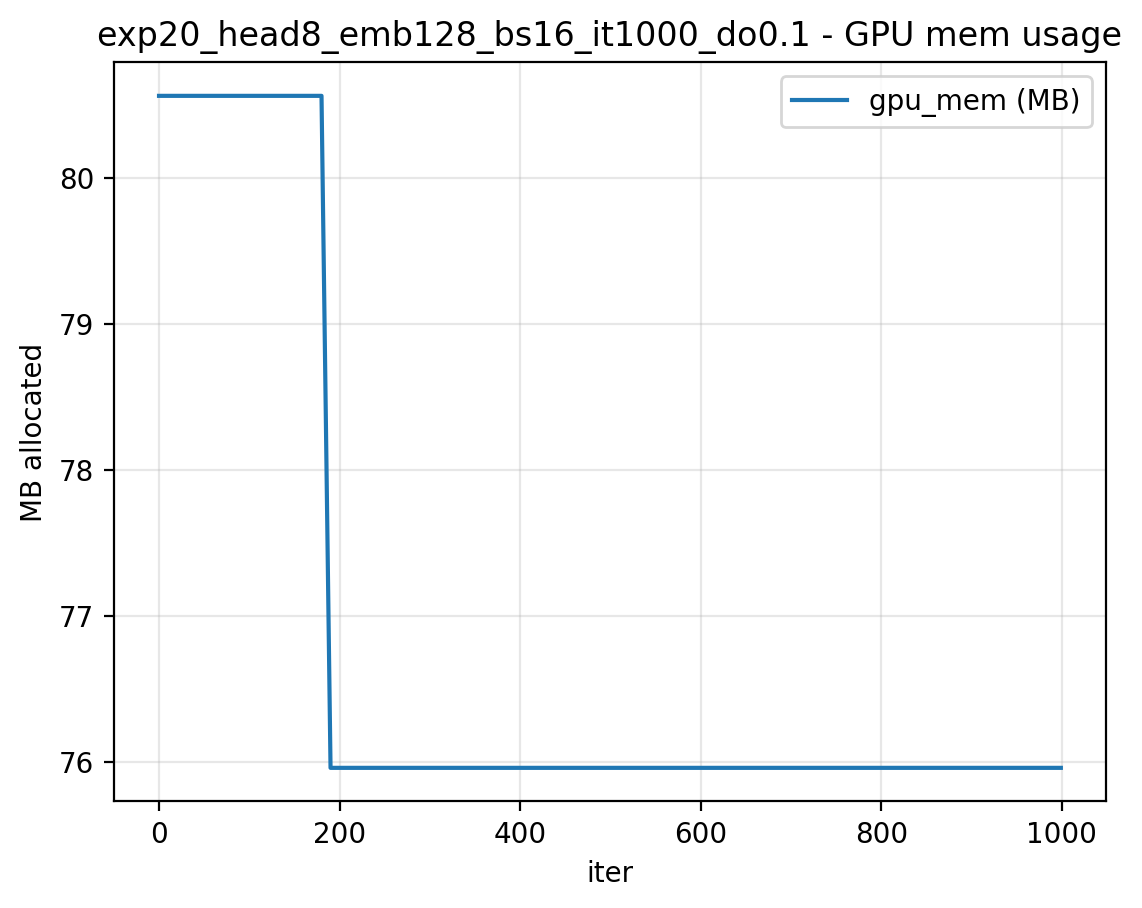 exp20_head8_emb128_bs16_it1000_do0.1 - GPU mem usage
gpu_mem (MB)
MB allocated
80
79
78
77
76
0 200 400 600 800 1000
iter